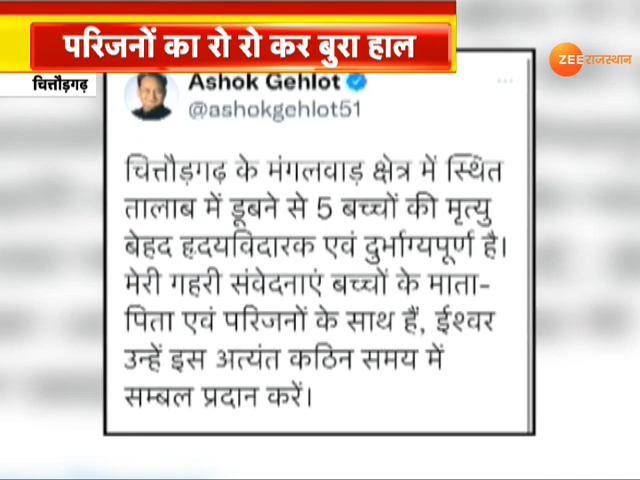 परिजनों का रो रो कर बुरा हाल
ZEE राजस्थान
चित्तौड़गढ़
Ashok Gehlot
@ashokgehlot51
चित्तौड़गढ़ के मंगलवाड़ क्षेत्र में स्थित
तालाब में डूबने से 5 बच्चों की मृत्यु
बेहद हृदयविदारक एवं दुर्भाग्यपूर्ण है।
मेरी गहरी संवेदनाएं बच्चों के माता-
पिता एवं परिजनों के साथ हैं, ईश्वर
उन्हें इस अत्यंत कठिन समय में
सम्बल प्रदान करें।